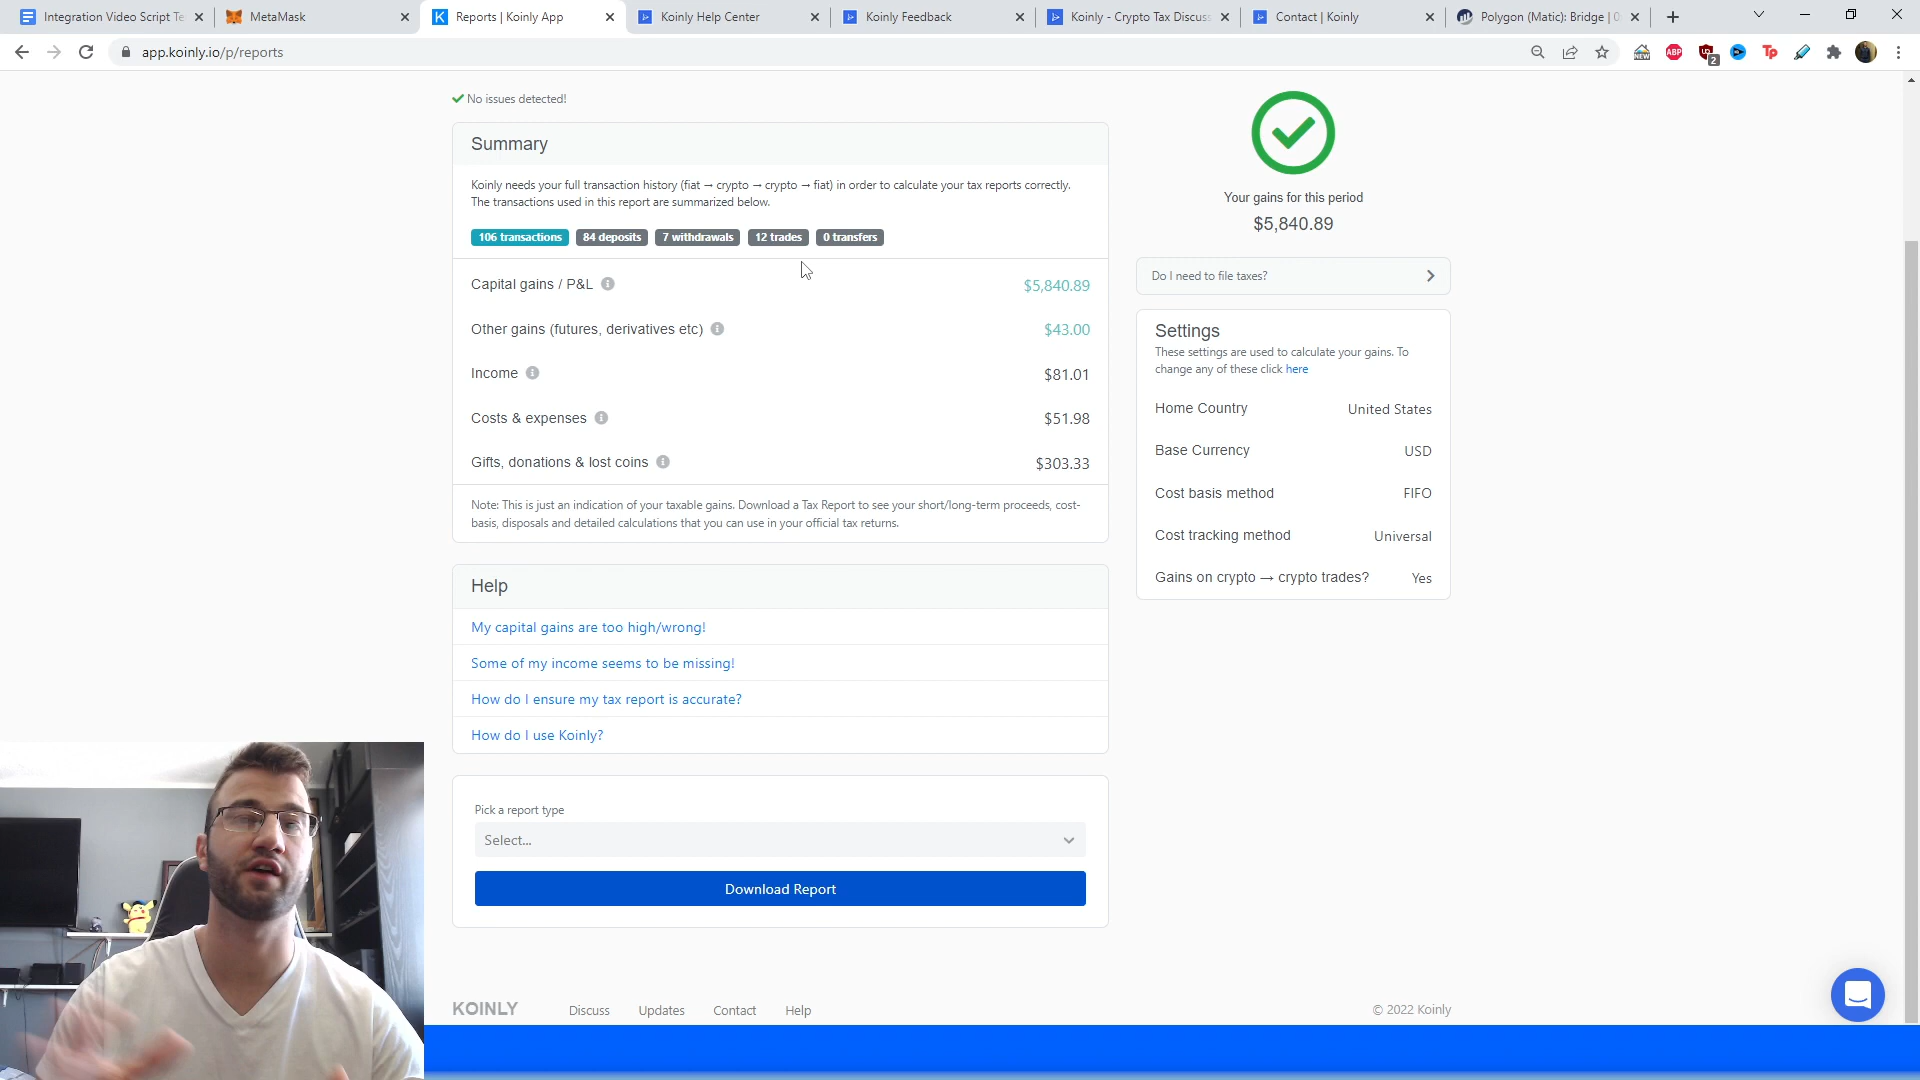 Integration Video Script Te
MetaMask
Reports | Koinly App
Koinly Help Center
Koinly Feedback
Koinly - Crypto Tax Discuss
Contact | Koinly
Polygon (Matic): Bridge | 0
app.koinly.io/p/reports
NEW
ABP
2
Tp
No issues detected!
Summary
Koinly needs your full transaction history (fiat → crypto → crypto → fiat) in order to calculate your tax reports correctly.
The transactions used in this report are summarized below.
106 transactions
84 deposits
7 withdrawals
12 trades
0 transfers
Capital gains / P&L
$5,840.89
Other gains (futures, derivatives etc)
$43.00
Income
$81.01
Costs & expenses
$51.98
Gifts, donations & lost coins
$303.33
Note: This is just an indication of your taxable gains. Download a Tax Report to see your short/long-term proceeds, cost-
basis, disposals and detailed calculations that you can use in your official tax returns.
Help
My capital gains are too high/wrong!
Some of my income seems to be missing!
How do I ensure my tax report is accurate?
How do I use Koinly?
Pick a report type
Select...
Download Report
Your gains for this period
$5,840.89
Do I need to file taxes?
Settings
These settings are used to calculate your gains. To
change any of these click here
Home Country
United States
Base Currency
USD
Cost basis method
FIFO
Cost tracking method
Universal
Gains on crypto → crypto trades?
Yes
KOINLY
Discuss
Updates
Contact
Help
© 2022 Koinly